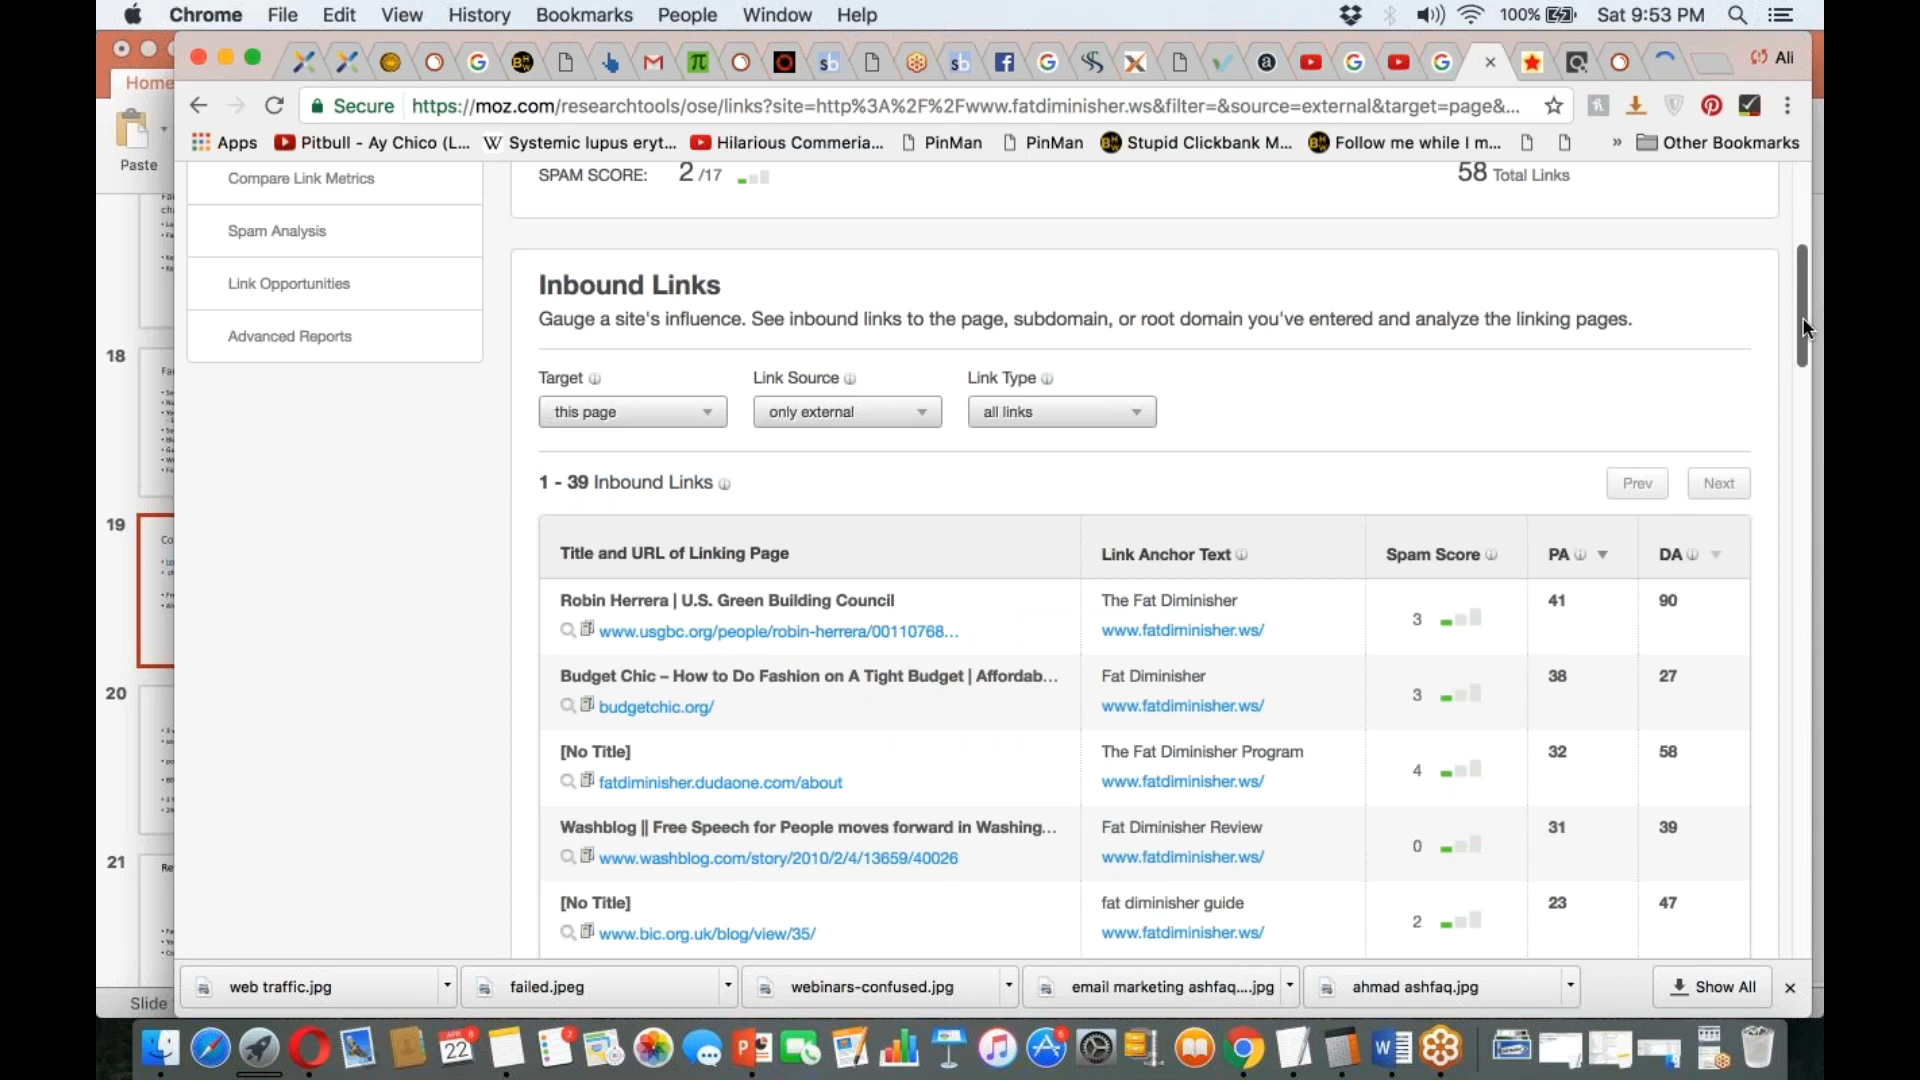 Chrome File Edit View History Bookmarks People Window Help
100% Sat 9:53 PM
Home
Ali
Secure https://moz.com/researchtools/ose/links?site=http%3A%2F%2Fwww.fatdiminisher.ws&filter=&source=external&target=page&...
Apps Pitbull - Ay Chico (L... Systemic lupus eryt... Hilarious Commeria... PinMan PinMan Stupid Clickbank M... Follow me while I m... » Other Bookmarks
Paste
Compare Link Metrics
SPAM SCORE: 2 /17
58 Total Links
Spam Analysis
Link Opportunities
Advanced Reports
Inbound Links
Gauge a site's influence. See inbound links to the page, subdomain, or root domain you've entered and analyze the linking pages.
Target Link Source Link Type
this page only external all links
1 - 39 Inbound Links
Prev Next
Title and URL of Linking Page Link Anchor Text Spam Score PA DA
Robin Herrera | U.S. Green Building Council The Fat Diminisher 3 41 90
www.usgbc.org/people/robin-herrera/00110768... www.fatdiminisher.ws/
Budget Chic – How to Do Fashion on A Tight Budget | Affordab... Fat Diminisher 3 38 27
budgetchic.org/ www.fatdiminisher.ws/
[No Title] The Fat Diminisher Program 4 32 58
fatdiminisher.dudaone.com/about www.fatdiminisher.ws/
Washblog || Free Speech for People moves forward in Washing... Fat Diminisher Review 0 31 39
www.washblog.com/story/2010/2/4/13659/40026 www.fatdiminisher.ws/
[No Title] fat diminisher guide 2 23 47
www.bic.org.uk/blog/view/35/ www.fatdiminisher.ws/
18
19
20
21
web traffic.jpg failed.jpeg webinars-confused.jpg email marketing ashfaq....jpg ahmad ashfaq.jpg Show All
Slide
22